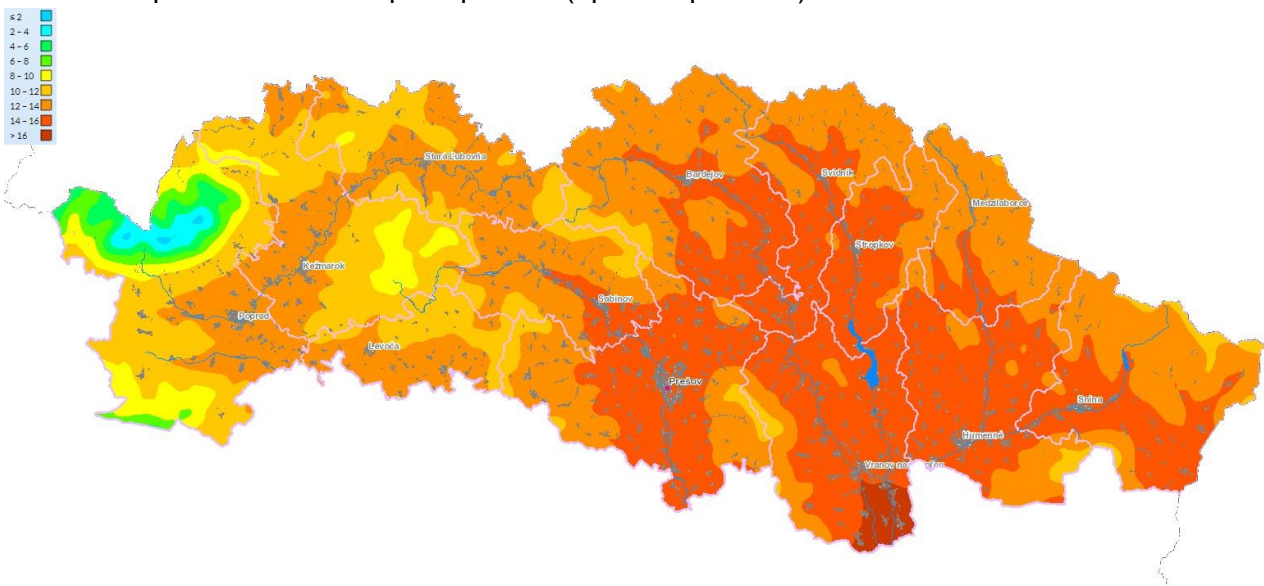 ≤ 2
2 – 4
4 – 6
6 – 8
8 – 10
10 – 12
12 – 14
14 – 16
> 16
Stará Ľubovňa
Bardejov
Svidník
Medzilaborce
Stropkov
Kežmarok
Sabinov
Poprad
Levoča
Prešov
Snina
Humenné
Vranov na